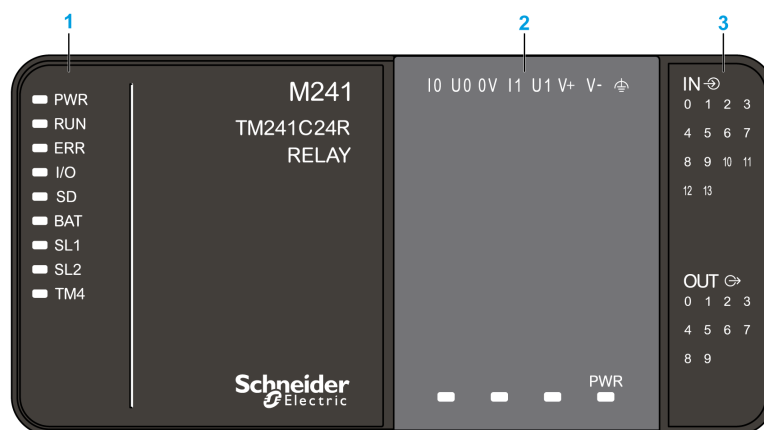 1
2
3
PWR
RUN
ERR
I/O
SD
BAT
SL1
SL2
TM4
M241
TM241C24R
RELAY
Schneider
Electric
I0 U0 0V I1 U1 V+ V-
PWR
IN
0 1 2 3
4 5 6 7
8 9 10 11
12 13
OUT
0 1 2 3
4 5 6 7
8 9